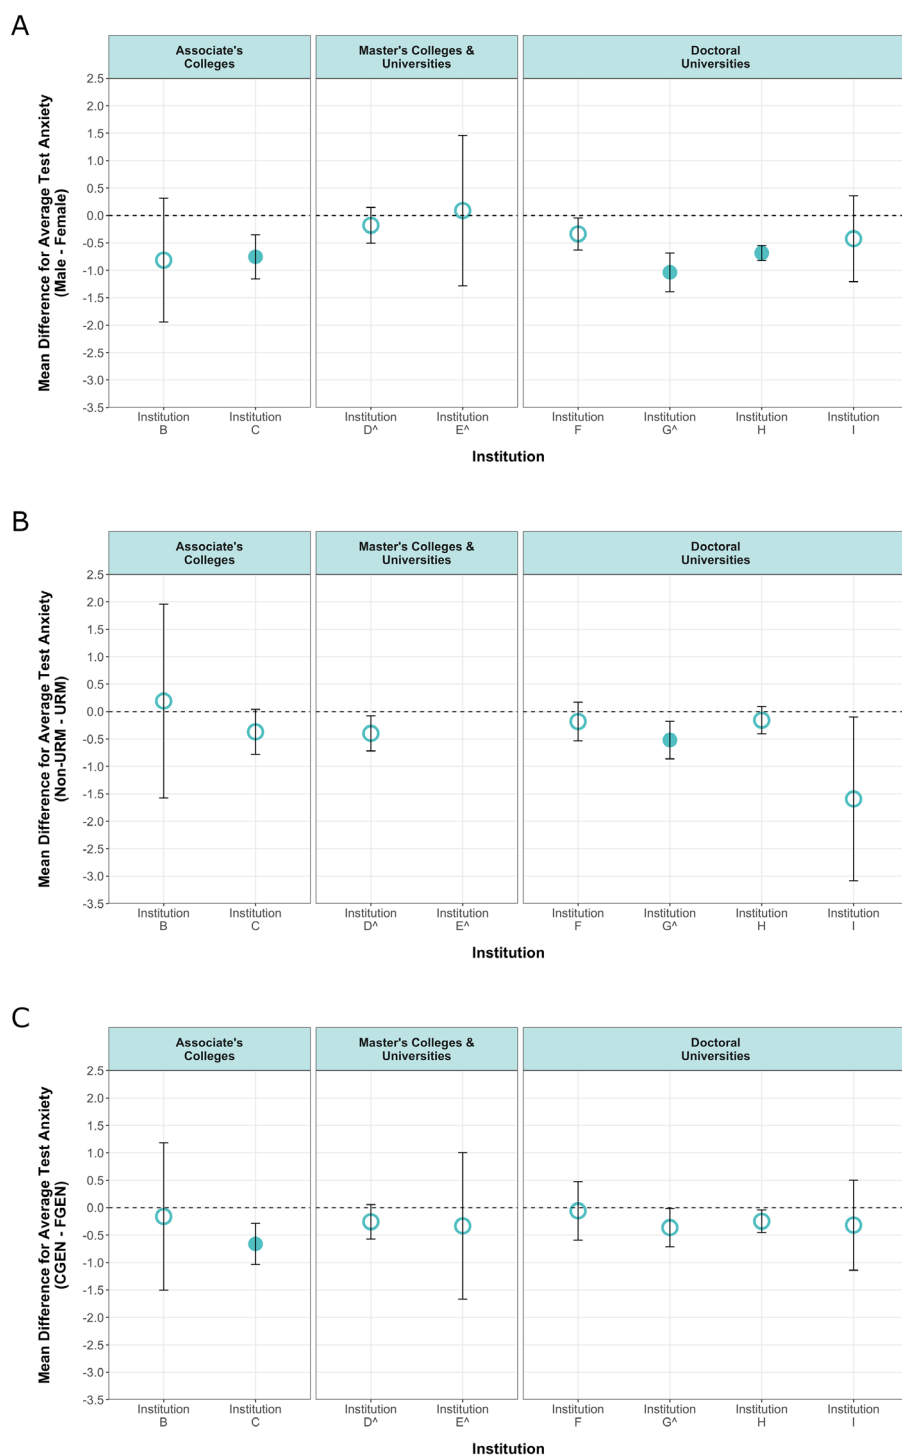 A
Associate's
Colleges
Master's Colleges &
Universities
Doctoral
Universities
Mean Difference for Average Test Anxiety
(Male - Female)
2.5
2.0
1.5
1.0
0.5
0.0
-0.5
-1.0
-1.5
-2.0
-2.5
-3.0
-3.5
Institution
B
Institution
C
Institution
D^
Institution
E^
Institution
F
Institution
G^
Institution
H
Institution
I
Institution
B
Associate's
Colleges
Master's Colleges &
Universities
Doctoral
Universities
Mean Difference for Average Test Anxiety
(Non-URM - URM)
2.5
2.0
1.5
1.0
0.5
0.0
-0.5
-1.0
-1.5
-2.0
-2.5
-3.0
-3.5
Institution
B
Institution
C
Institution
D^
Institution
E^
Institution
F
Institution
G^
Institution
H
Institution
I
Institution
C
Associate's
Colleges
Master's Colleges &
Universities
Doctoral
Universities
Mean Difference for Average Test Anxiety
(CGEN - FGEN)
2.5
2.0
1.5
1.0
0.5
0.0
-0.5
-1.0
-1.5
-2.0
-2.5
-3.0
-3.5
Institution
B
Institution
C
Institution
D^
Institution
E^
Institution
F
Institution
G^
Institution
H
Institution
I
Institution